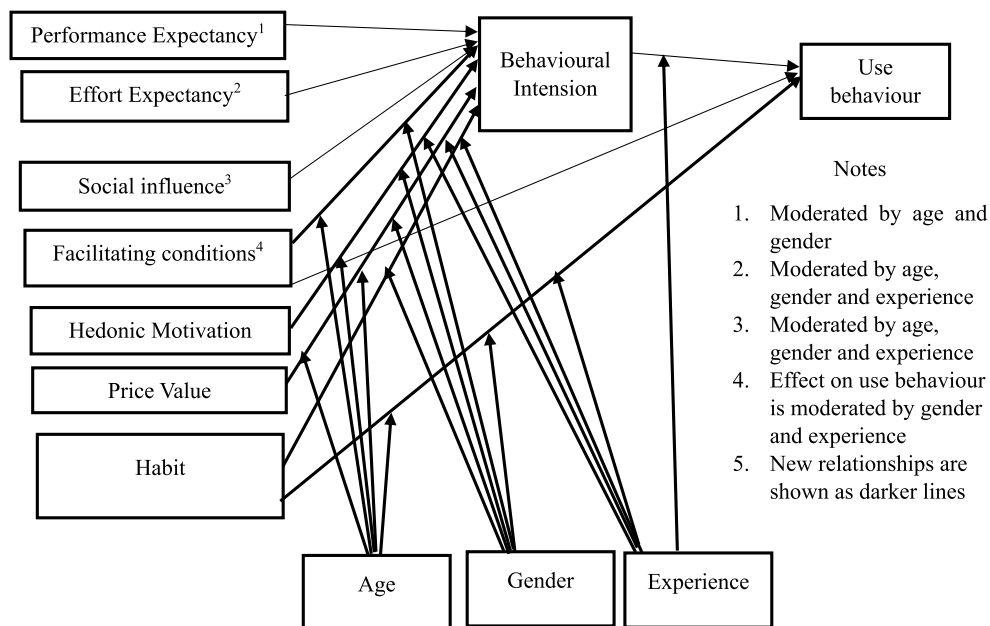 Performance Expectancy1
Effort Expectancy2
Social influence3
Facilitating conditions4
Hedonic Motivation
Price Value
Habit
Behavioural
Intension
Use
behaviour
Notes
1. Moderated by age and
gender
2. Moderated by age,
gender and experience
3. Moderated by age,
gender and experience
4. Effect on use behaviour
is moderated by gender
and experience
5. New relationships are
shown as darker lines
Age
Gender
Experience